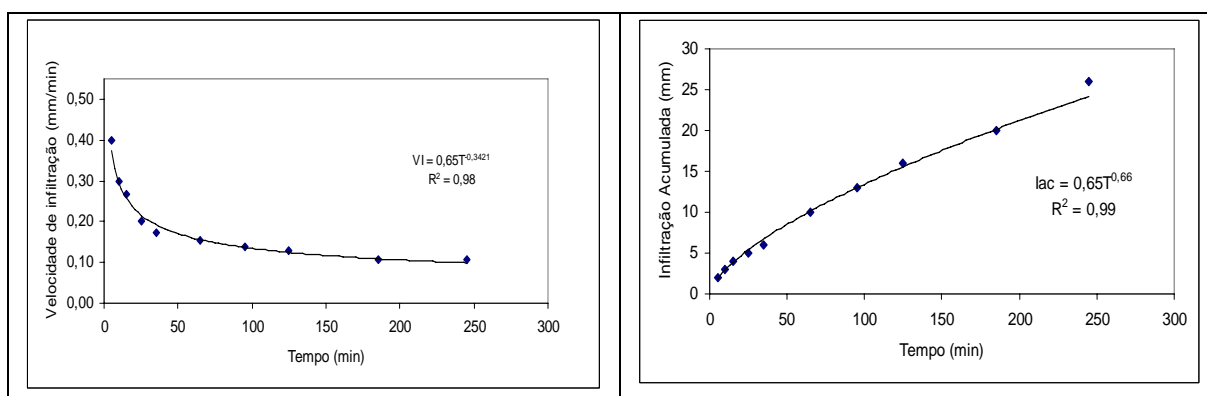 Velocidade de infiltração (mm/min)
0,50
0,40
0,30
0,20
0,10
0,00
VI = 0,65T^-0,3421
R² = 0,98
0 50 100 150 200 250 300
Tempo (min)
Infiltração Acumulada (mm)
30
25
20
15
10
5
0
Iac = 0,65T^0,66
R² = 0,99
0 50 100 150 200 250 300
Tempo (min)